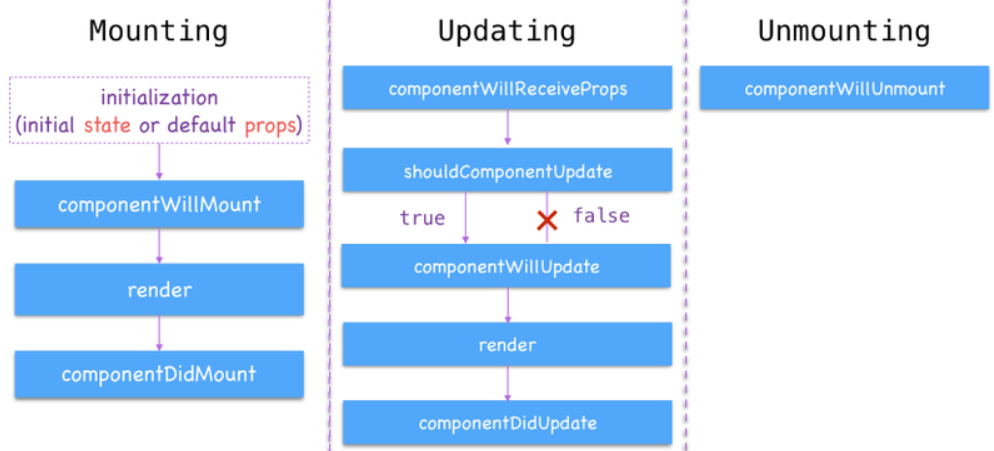 Mounting
initialization
(initial state or default props)
componentWillMount
render
componentDidMount
Updating
componentWillReceiveProps
shouldComponentUpdate
true
false
componentWillUpdate
render
componentDidUpdate
Unmounting
componentWillUnmount